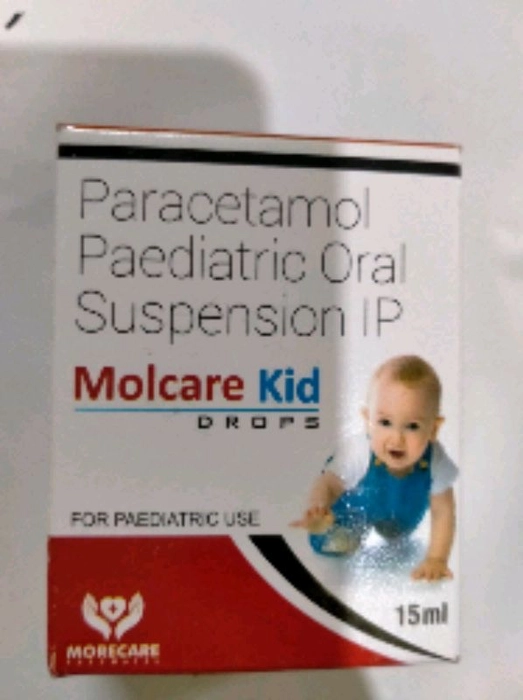 Paracetamol
Paediatric Oral
Suspension IP
Molcare Kid
DROPS
FOR PAEDIATRIC USE
15ml
MORECARE